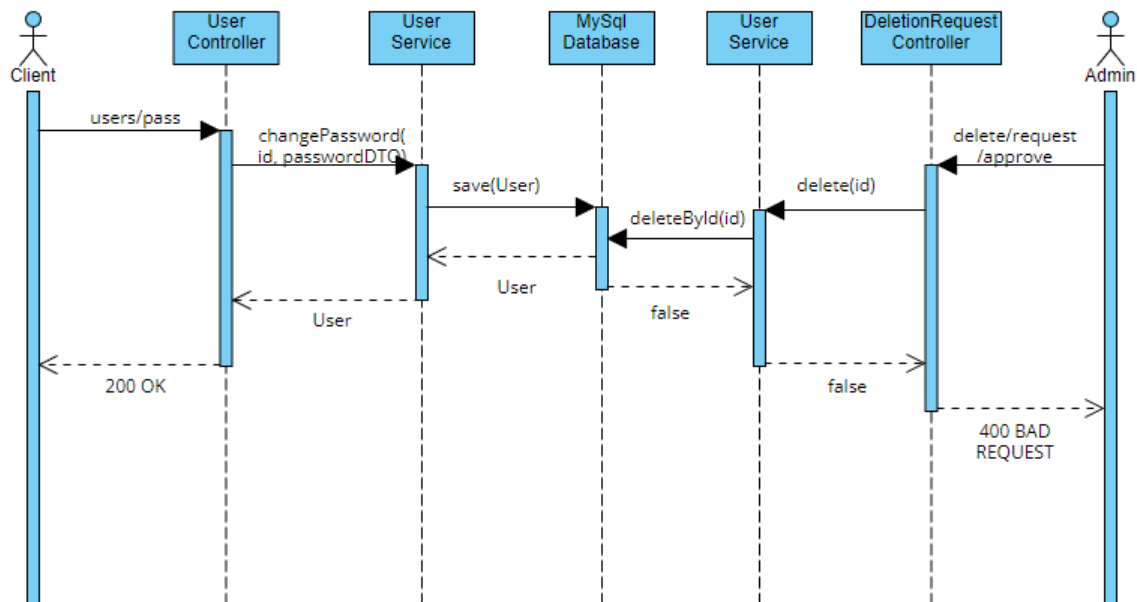 User
Controller
User
Service
MySql
Database
User
Service
DeletionRequest
Controller
Client
Admin
users/pass
changePassword(
id, passwordDTO)
delete/request
/approve
save(User)
delete(id)
deleteById(id)
User
false
User
200 OK
false
400 BAD
REQUEST